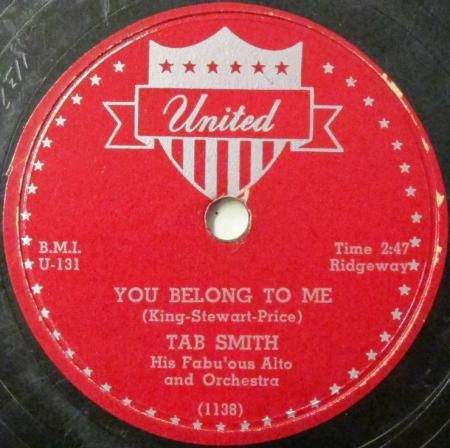 United
B.M.I.
U-131
Time 2:47
Ridgeway
YOU BELONG TO ME
(King-Stewart-Price)
TAB SMITH
His Fabu'ous Alto
and Orchestra
(1138)